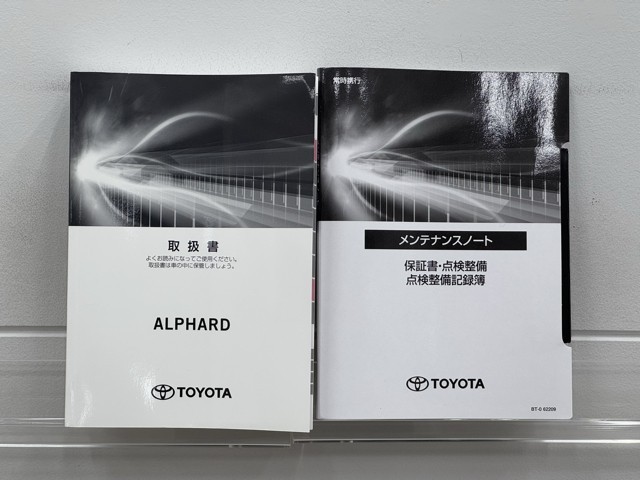 取扱書
よくお読みになってご使用ください。
取扱書は車の中に保管しましょう。
ALPHARD
TOYOTA
常時携行
メンテナンスノート
保証書・点検整備
点検整備記録簿
TOYOTA